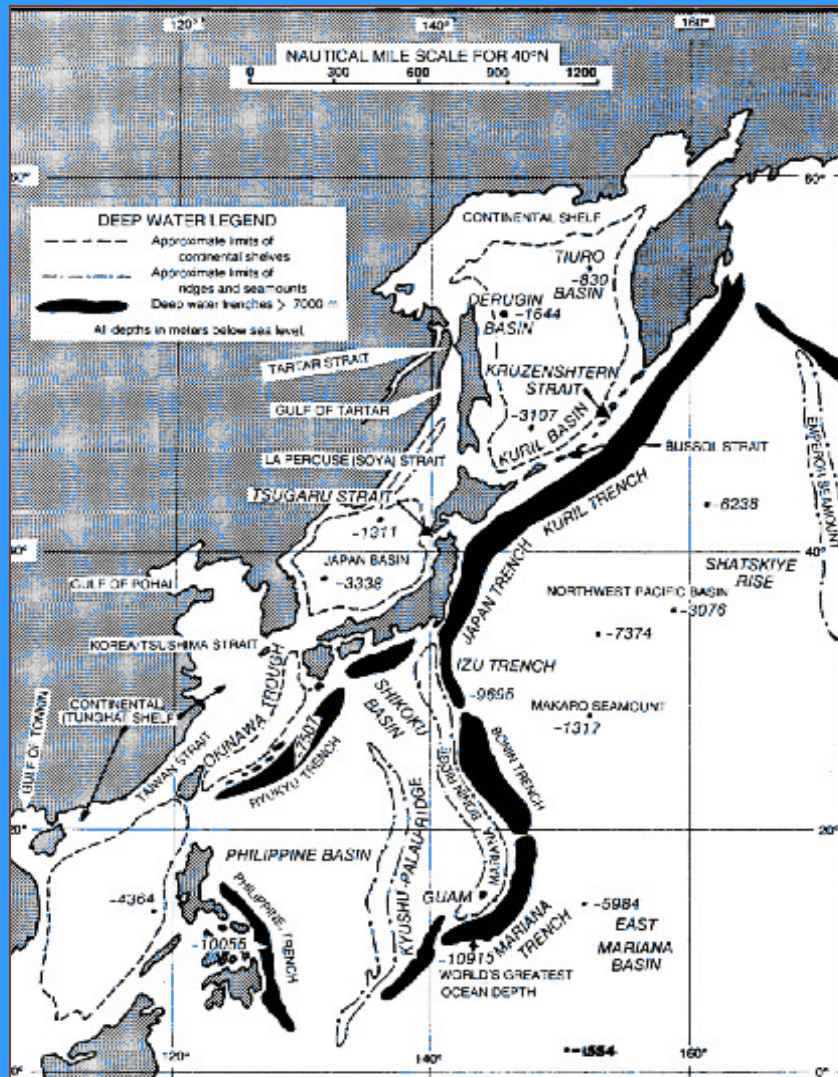 120°
140°
160°
NAUTICAL MILE SCALE FOR 40°N
0 300 600 900 1200
60°
60°
DEEP WATER LEGEND
Approximate limits of
continental shelves
Approximate limits of
ridges and seamounts
Deep water trenches > 7000 m
All depths in meters below sea level
CONTINENTAL SHELF
TIURO
-830
BASIN
DERUGIN
-1644
BASIN
TARTAR STRAIT
KRUZENSHTERN
STRAIT
GULF OF TARTAR
-3197
KURIL BASIN
BUSSOL STRAIT
LA PEROUSE (SOYA) STRAIT
TSUGARU STRAIT
KURIL TRENCH
EMPEROR SEAMOUNT
-6238
-1311
40°
40°
JAPAN BASIN
-3338
SHATSKIYE
RISE
GULF OF POHAI
JAPAN TRENCH
NORTHWEST PACIFIC BASIN
-3076
-7374
KOREA/TSUSHIMA STRAIT
IZU TRENCH
-9695
CONTINENTAL
(TUNGHAI) SHELF
OKINAWA TROUGH
SHIKOKU
BASIN
MAKARO SEAMOUNT
-1317
GULF OF TONKIN
TAIWAN STRAIT
-7507
RYUKYU TRENCH
BONIN TRENCH
20°
20°
PHILIPPINE BASIN
KYUSHU-PALAU RIDGE
MARIANA
GUAM
-4364
PHILIPPINE
TRENCH
-10055
MARIANA
TRENCH
-5984
EAST
MARIANA
BASIN
-10915
WORLD'S GREATEST
OCEAN DEPTH
-1554
120°
140°
160°
0°